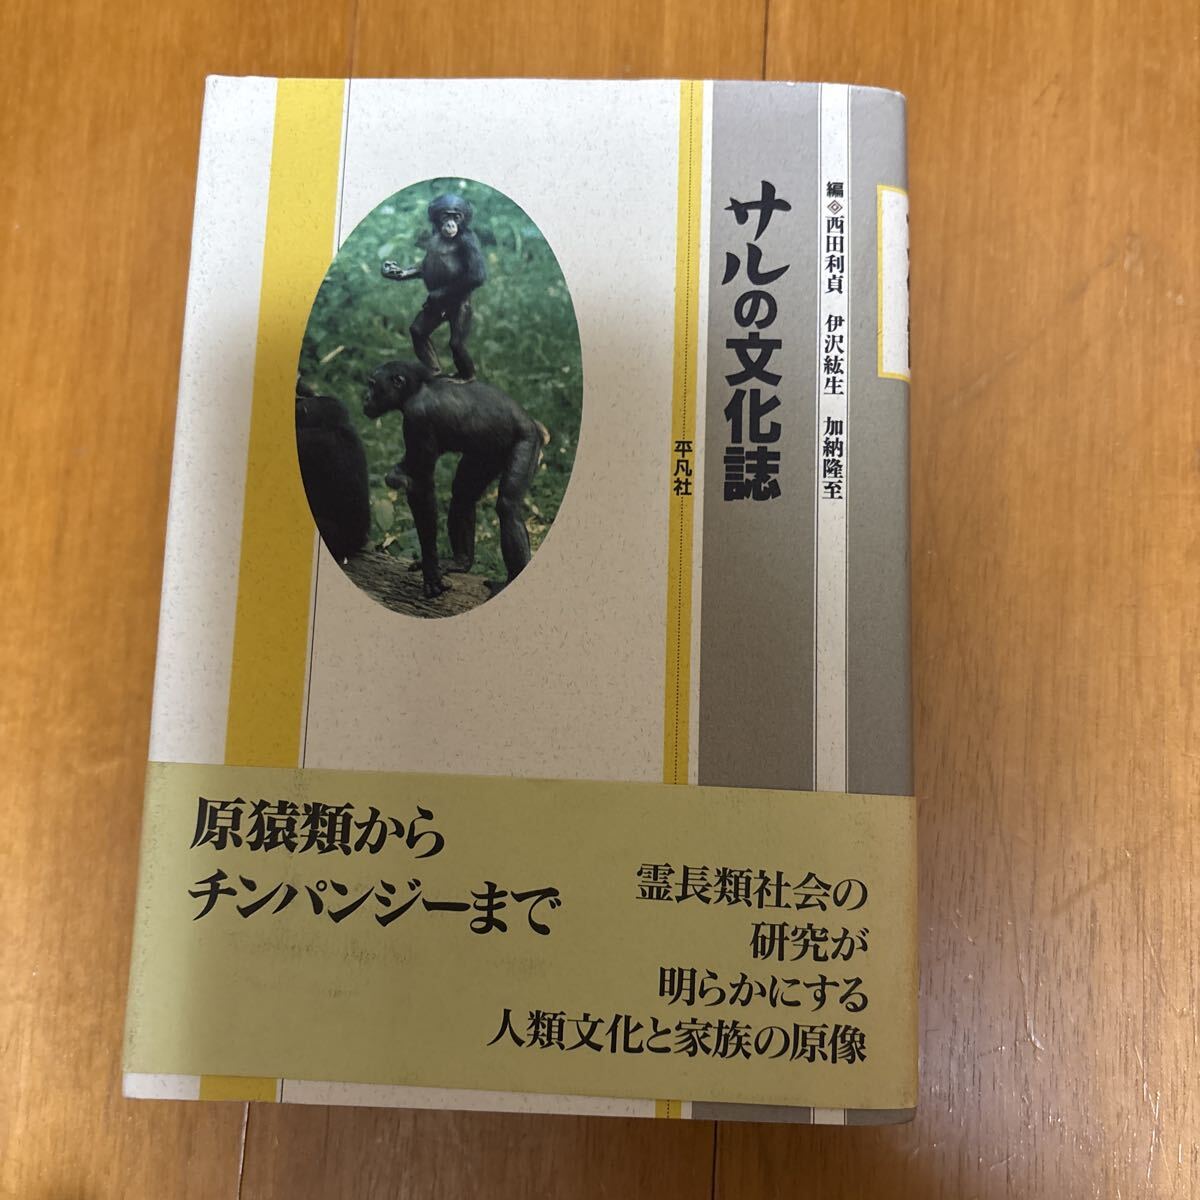 編 西田利貞 伊沢紘生 加納隆至
サルの文化誌
平凡社
原猿類から
チンパンジーまで
霊長類社会の
研究が
明らかにする
人類文化と家族の原像